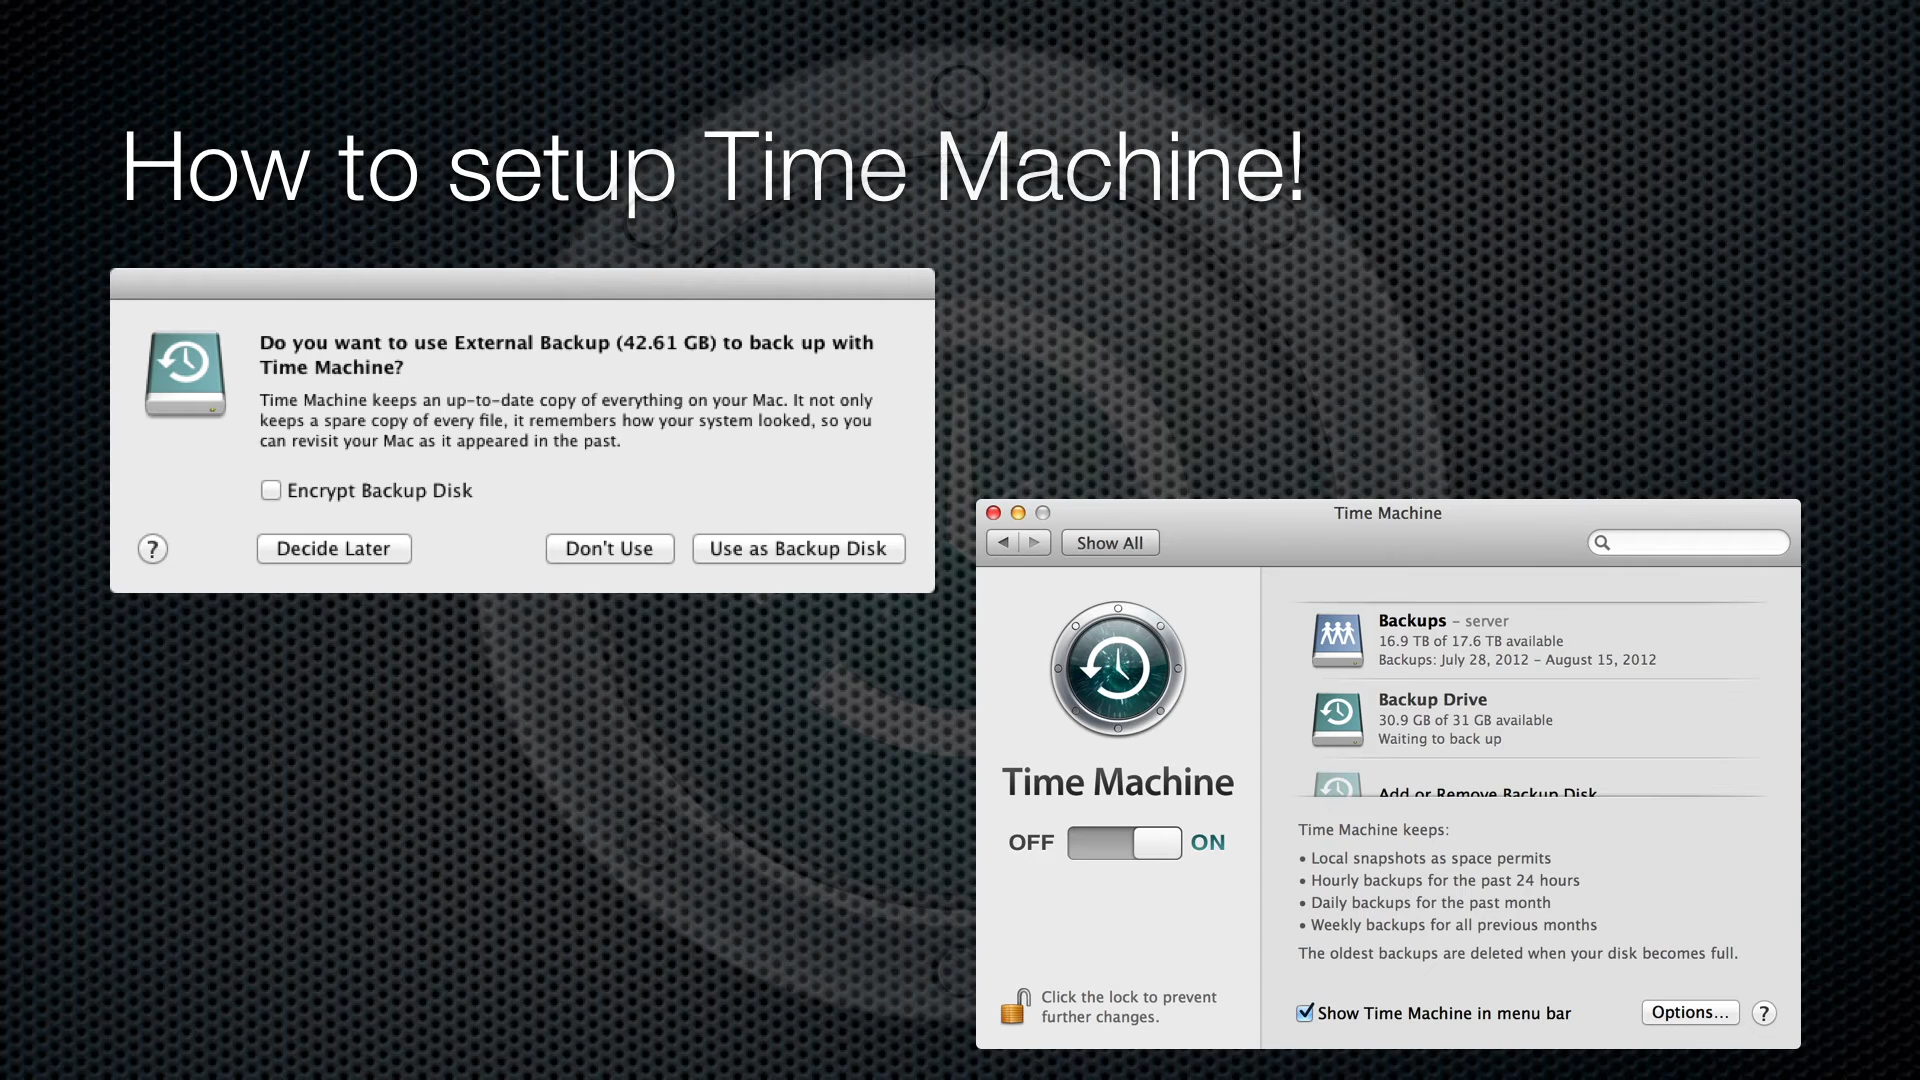 How to setup Time Machine!
Do you want to use External Backup (42.61 GB) to back up with
Time Machine?
Time Machine keeps an up-to-date copy of everything on your Mac. It not only
keeps a spare copy of every file, it remembers how your system looked, so you
can revisit your Mac as it appeared in the past.
Encrypt Backup Disk
?
Decide Later
Don't Use
Use as Backup Disk
Time Machine
Show All
Time Machine
OFF
ON
Click the lock to prevent
further changes.
Backups – server
16.9 TB of 17.6 TB available
Backups: July 28, 2012 – August 15, 2012
Backup Drive
30.9 GB of 31 GB available
Waiting to back up
Add or Remove Backup Disk
Time Machine keeps:
• Local snapshots as space permits
• Hourly backups for the past 24 hours
• Daily backups for the past month
• Weekly backups for all previous months
The oldest backups are deleted when your disk becomes full.
Show Time Machine in menu bar
Options...
?